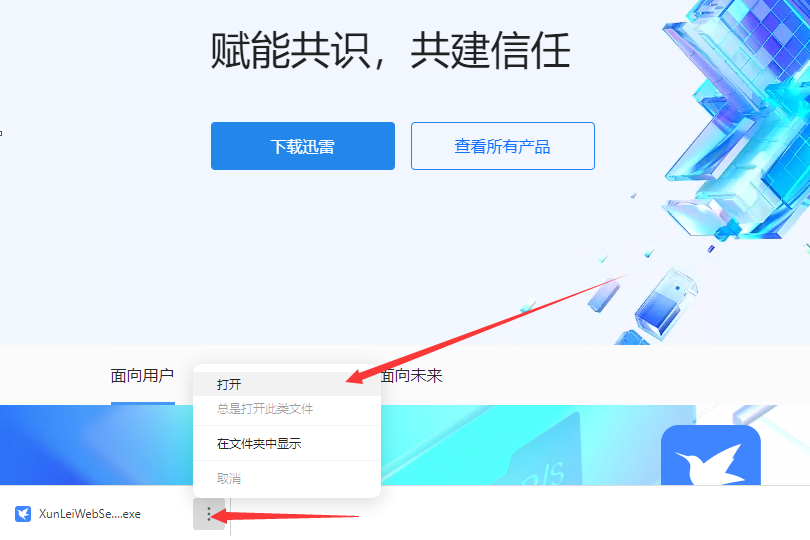 赋能共识，共建信任
下载迅雷
查看所有产品
面向用户
面向未来
打开
总是打开此类文件
在文件夹中显示
取消
XunLeiWebSe....exe